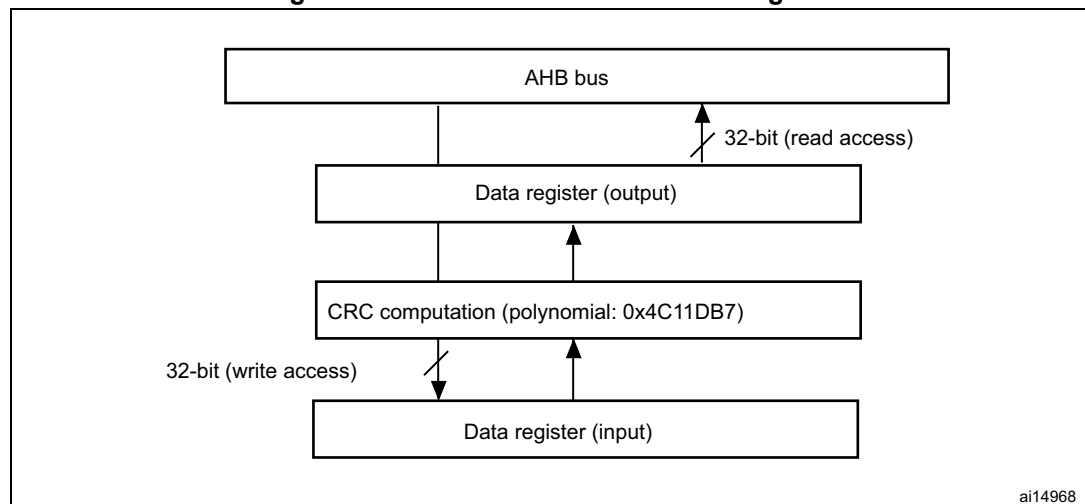 AHB bus
32-bit (read access)
Data register (output)
CRC computation (polynomial: 0x4C11DB7)
32-bit (write access)
Data register (input)
ai14968